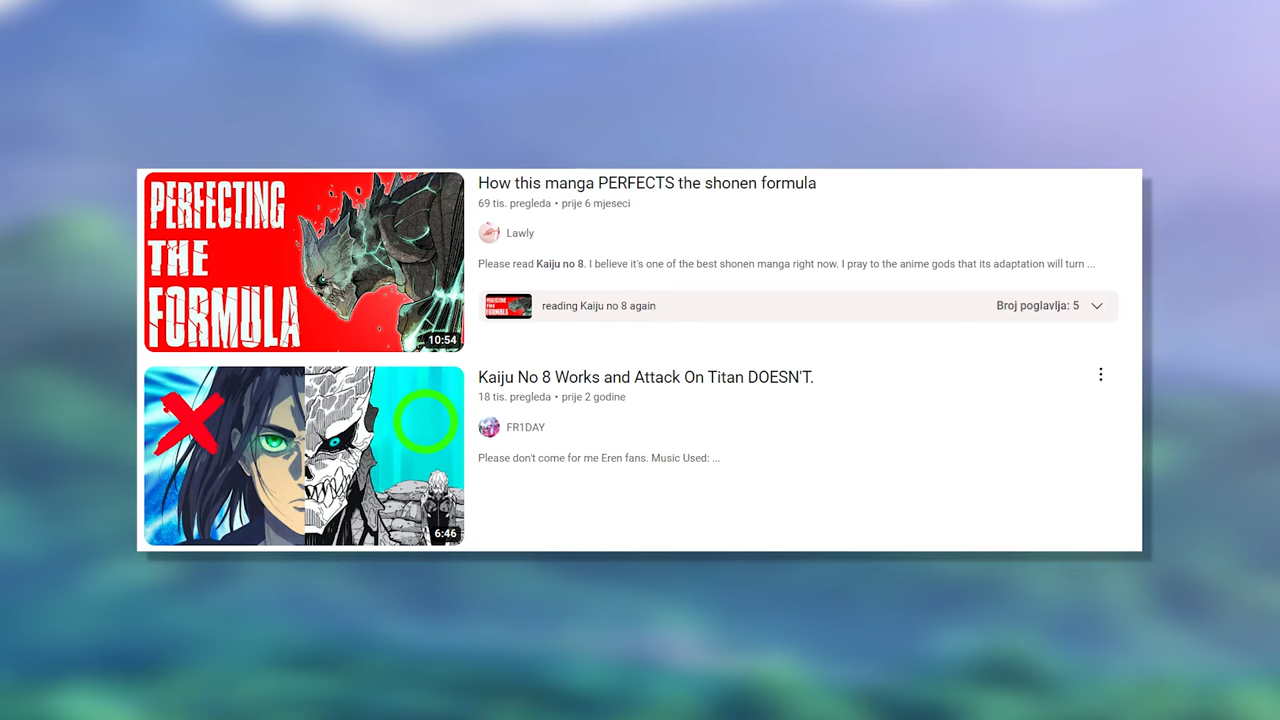 PERFECTING
THE
FORMULA
10:54
How this manga PERFECTS the shonen formula
69 tis. pregleda • prije 6 mjeseci
Lawly
Please read Kaiju no 8. I believe it's one of the best shonen manga right now. I pray to the anime gods that its adaptation will turn ...
PERFECTING
THE
FORMULA
reading Kaiju no 8 again
Broj poglavlja: 5
6:46
Kaiju No 8 Works and Attack On Titan DOESN'T.
18 tis. pregleda • prije 2 godine
FR1DAY
Please don't come for me Eren fans. Music Used: ...